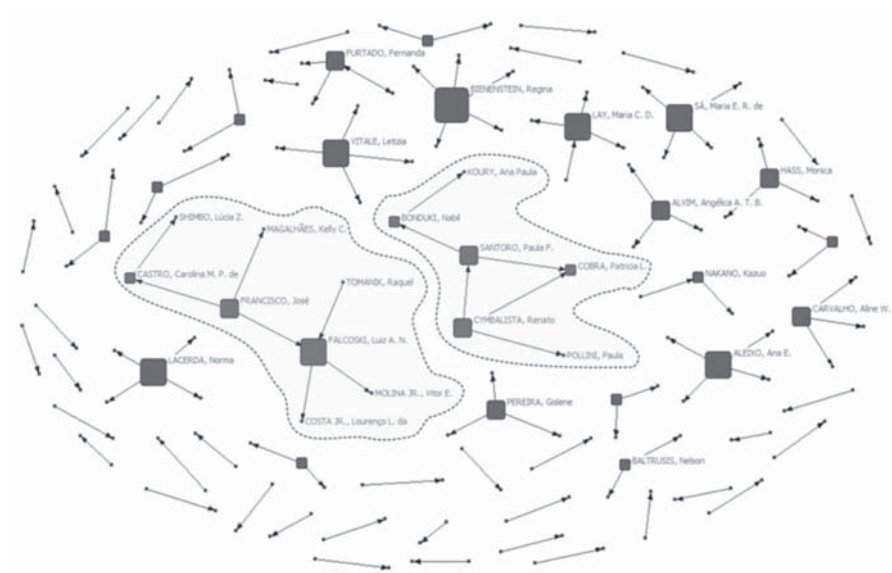 FURTADO, Fernanda
BIENENSTEIN, Regina
LAY, Maria C. D.
SÁ, Maria E. R. de
VITALE, Letizia
KOURY, Ana Paula
HASS, Monica
ALVIM, Angélica A. T. B.
SHIMBO, Lúcia Z.
MAGALHÃES, Kelly C.
BONDUKI, Nabil
SANTORO, Paula F.
COBRA, Patricia L.
CASTRO, Carolina M. P. de
TOMANIK, Raquel
NAKANO, Kazuo
FRANCISCO, José
CARVALHO, Aline W.
CYMBALISTA, Renato
FALCOSKI, Luiz A. N.
POLLINI, Paula
LACERDA, Norma
ALEIXO, Ana E.
MOLINA JR., Vitor E.
PEREIRA, Gislene
COSTA JR., Lourenço L. da
BALTRUSIS, Nelson